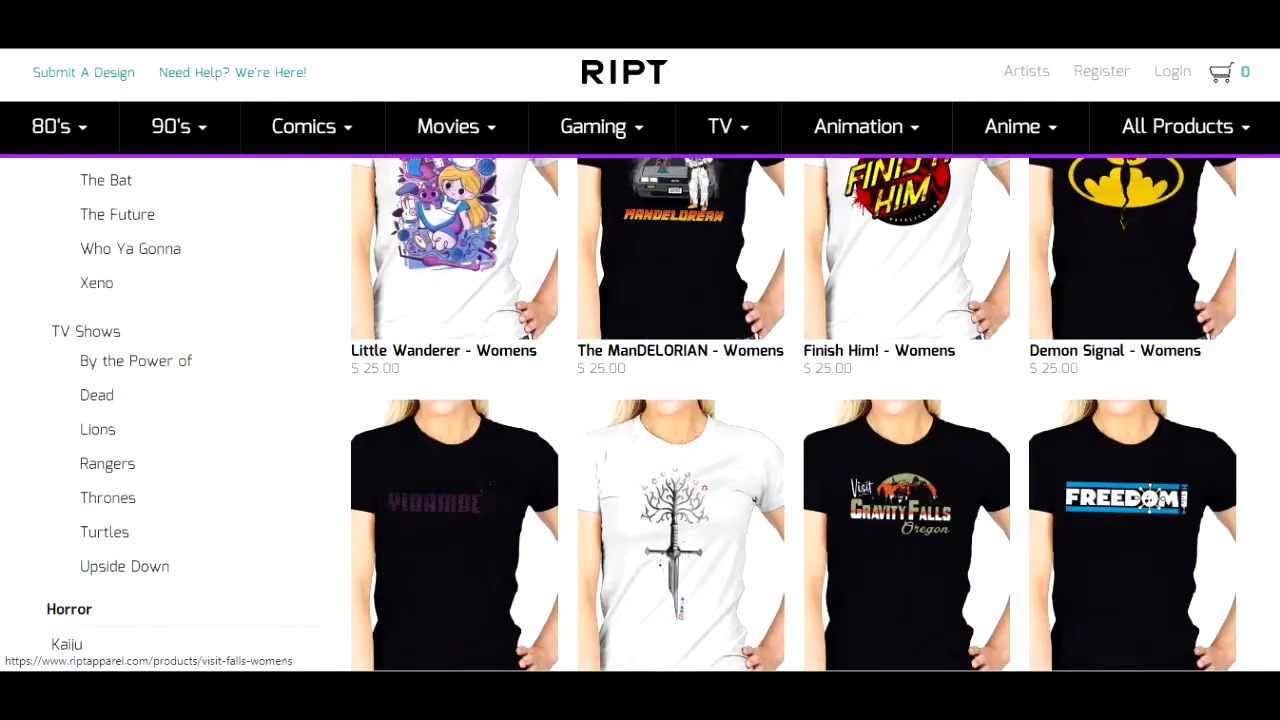 Submit A Design Need Help? We're Here! RIPT Artists Register Login 0
80's 90's Comics Movies Gaming TV Animation Anime All Products
The Bat
The Future
Who Ya Gonna
Xeno
TV Shows
By the Power of
Dead
Lions
Rangers
Thrones
Turtles
Upside Down
Horror
Kaiju
MANDELOREAN
FINISH
HIM
Little Wanderer - Womens
$ 25.00
The ManDELORIAN - Womens
$ 25.00
Finish Him! - Womens
$ 25.00
Demon Signal - Womens
$ 25.00
Visit
GRAVITY FALLS
Oregon
FREEDOM!
https://www.riptapparel.com/products/visit-falls-womens